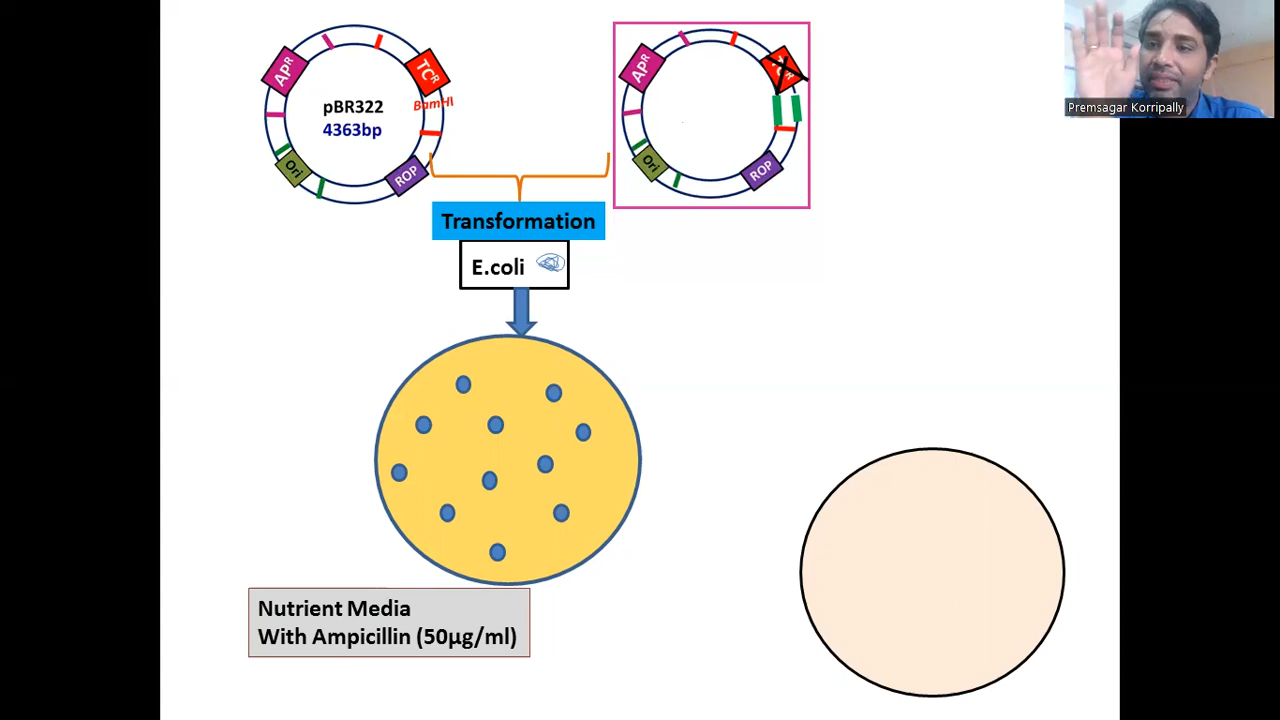 APR
TCR
pBR322
4363bp
BamHI
Ori
ROP
APR
TCR
Ori
ROP
Premsagar Korripally
Transformation
E.coli
Nutrient Media
With Ampicillin (50µg/ml)